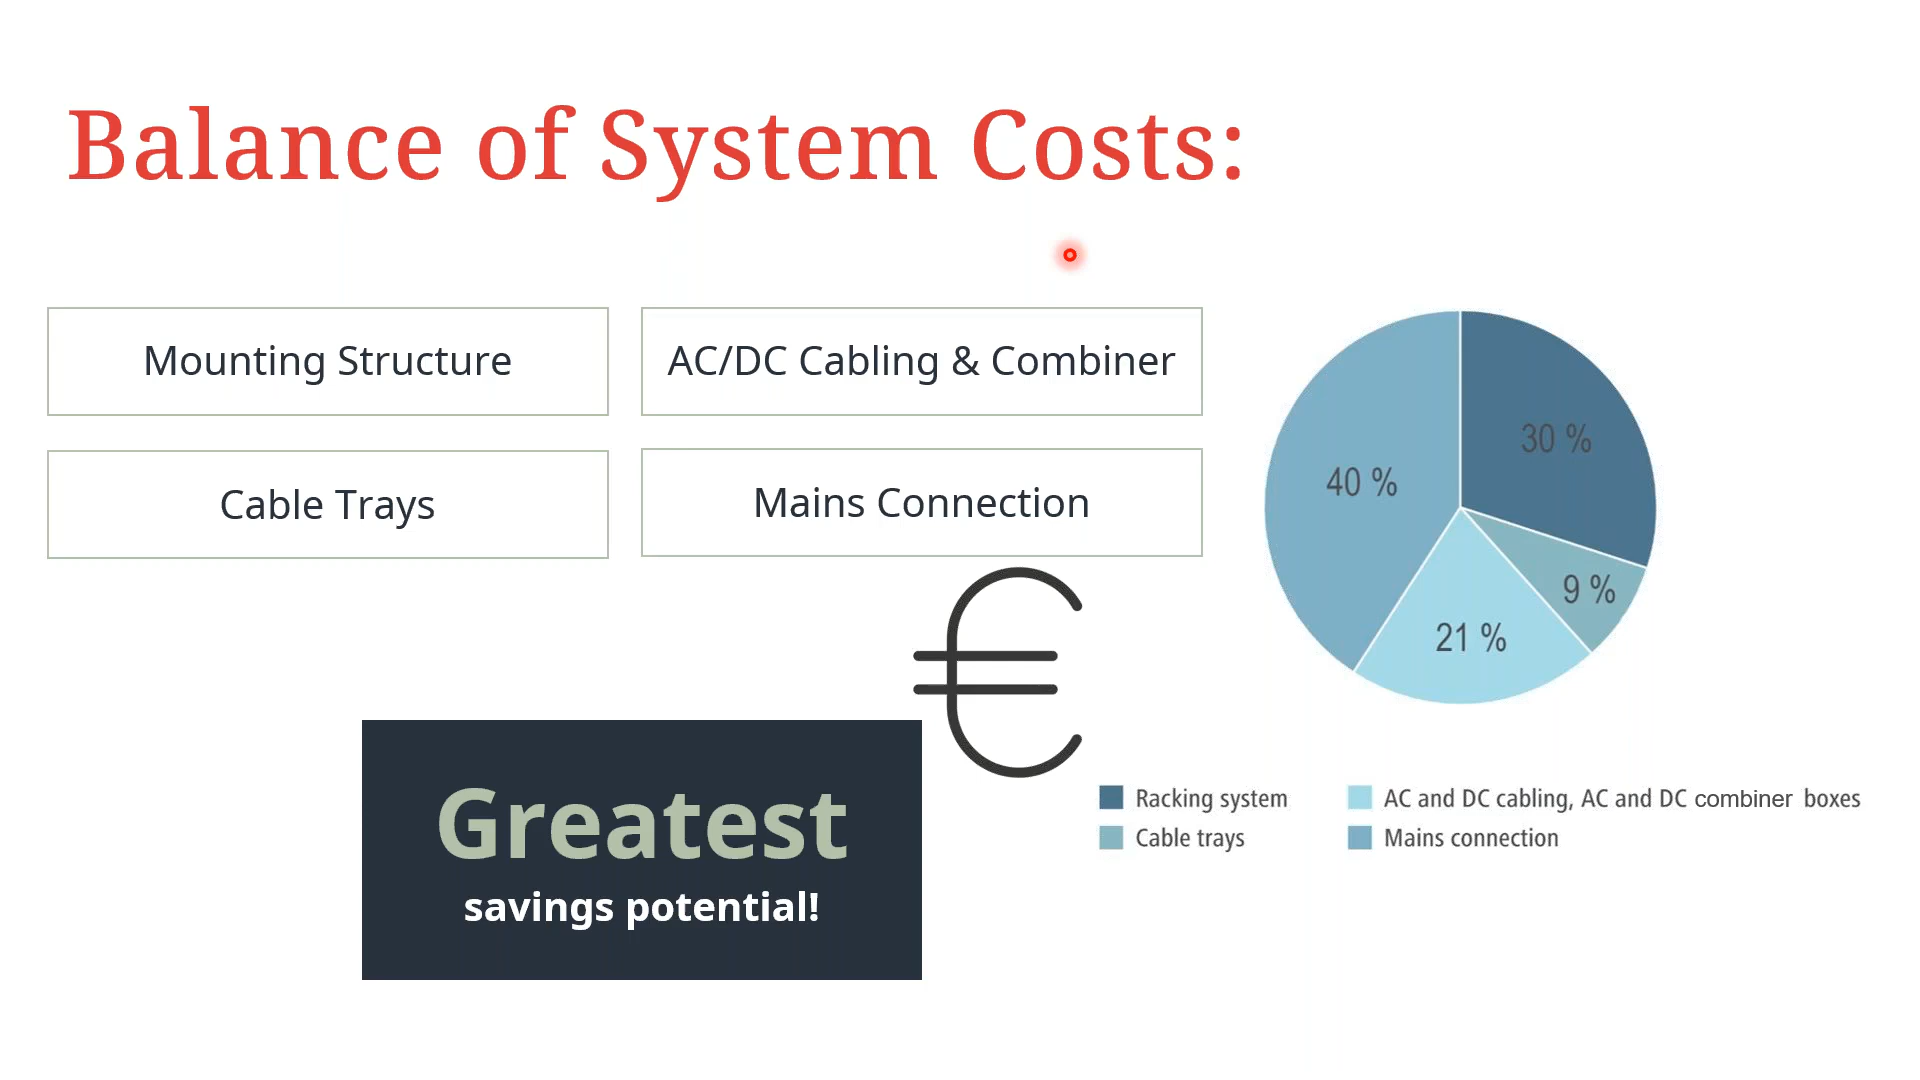 Balance of System Costs:
Mounting Structure
AC/DC Cabling & Combiner
Cable Trays
Mains Connection
€
Greatest
savings potential!
30 %
40 %
9 %
21 %
Racking system
AC and DC cabling, AC and DC combiner boxes
Cable trays
Mains connection